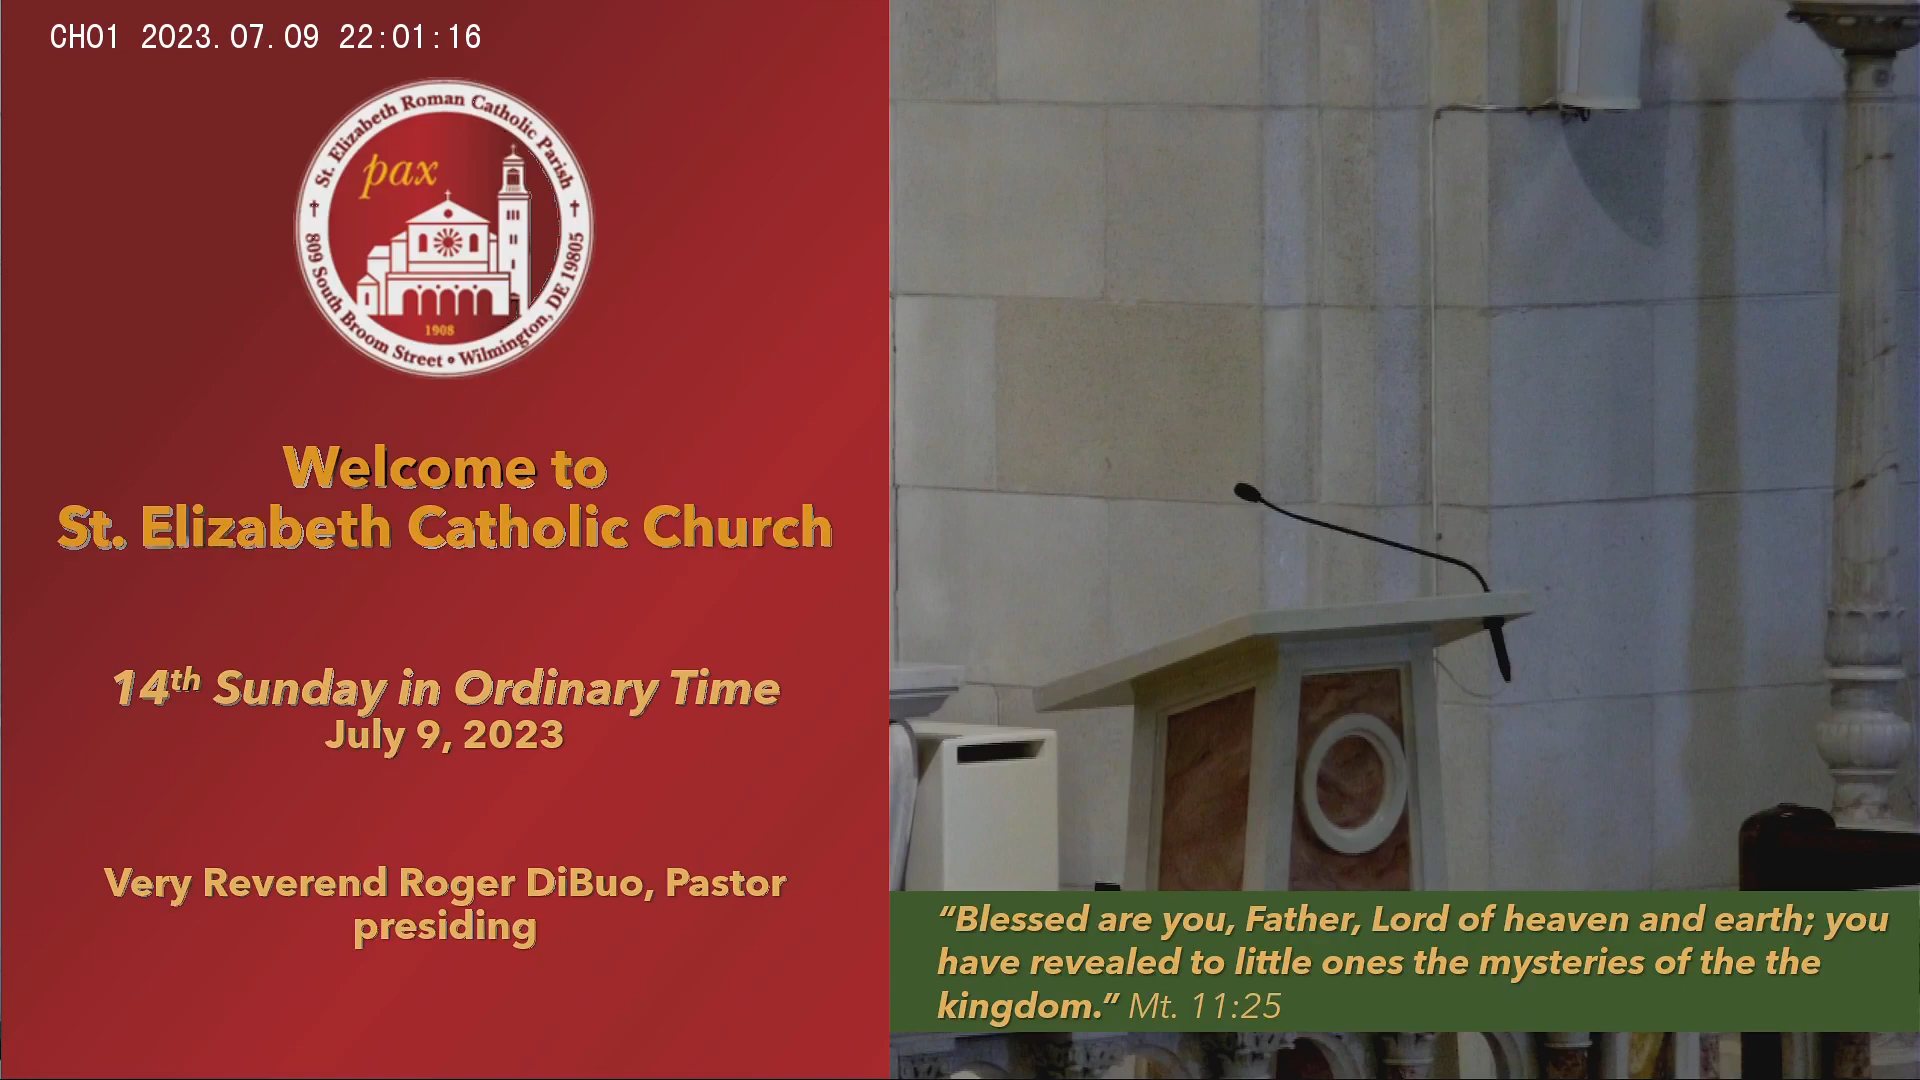 CH01 2023.07.09 22:01:16
St. Elizabeth Roman Catholic Parish
pax
1908
809 South Broom Street • Wilmington, DE 19805
Welcome to
St. Elizabeth Catholic Church
14th Sunday in Ordinary Time
July 9, 2023
Very Reverend Roger DiBuo, Pastor
presiding
“Blessed are you, Father, Lord of heaven and earth; you
have revealed to little ones the mysteries of the the
kingdom.” Mt. 11:25